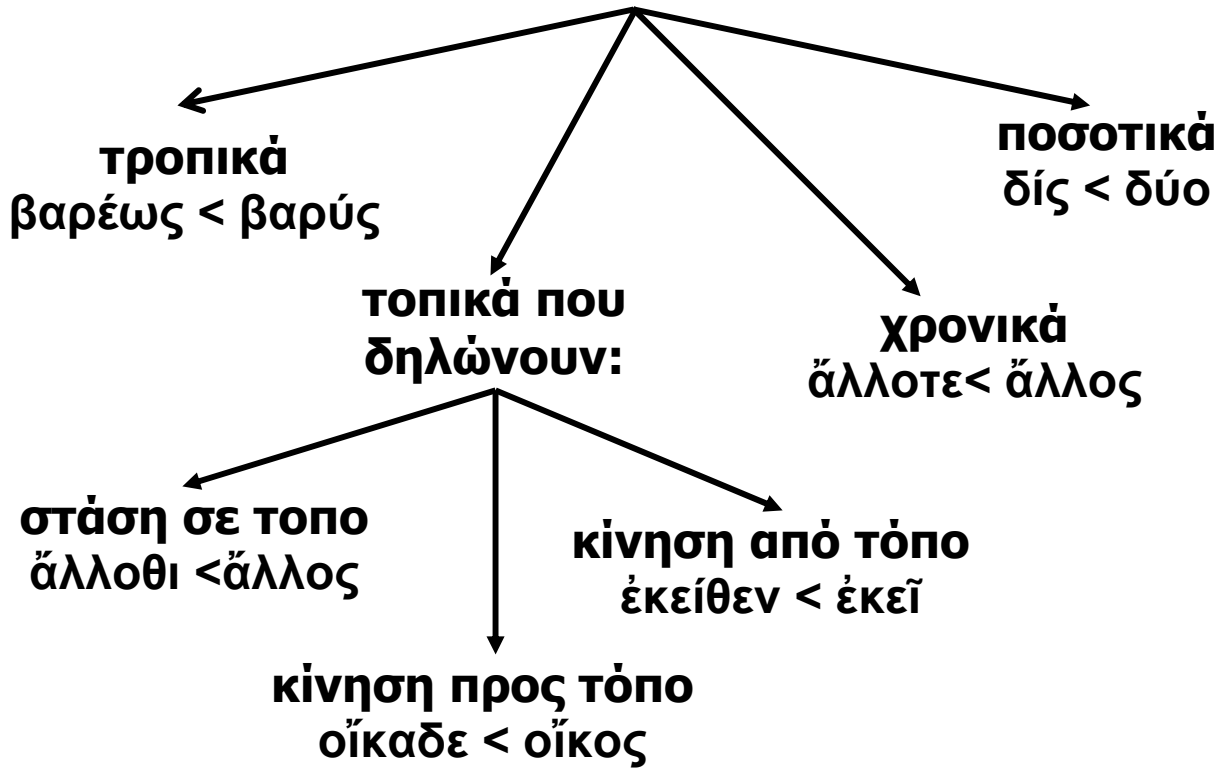 τροπικά
βαρέως < βαρύς
ποσοτικά
δίς < δύο
τοπικά που
δηλώνουν:
χρονικά
ἄλλοτε< ἄλλος
στάση σε τοπο
ἄλλοθι <ἄλλος
κίνηση από τόπο
ἐκείθεν < ἐκεῖ
κίνηση προς τόπο
οἴκαδε < οἴκος